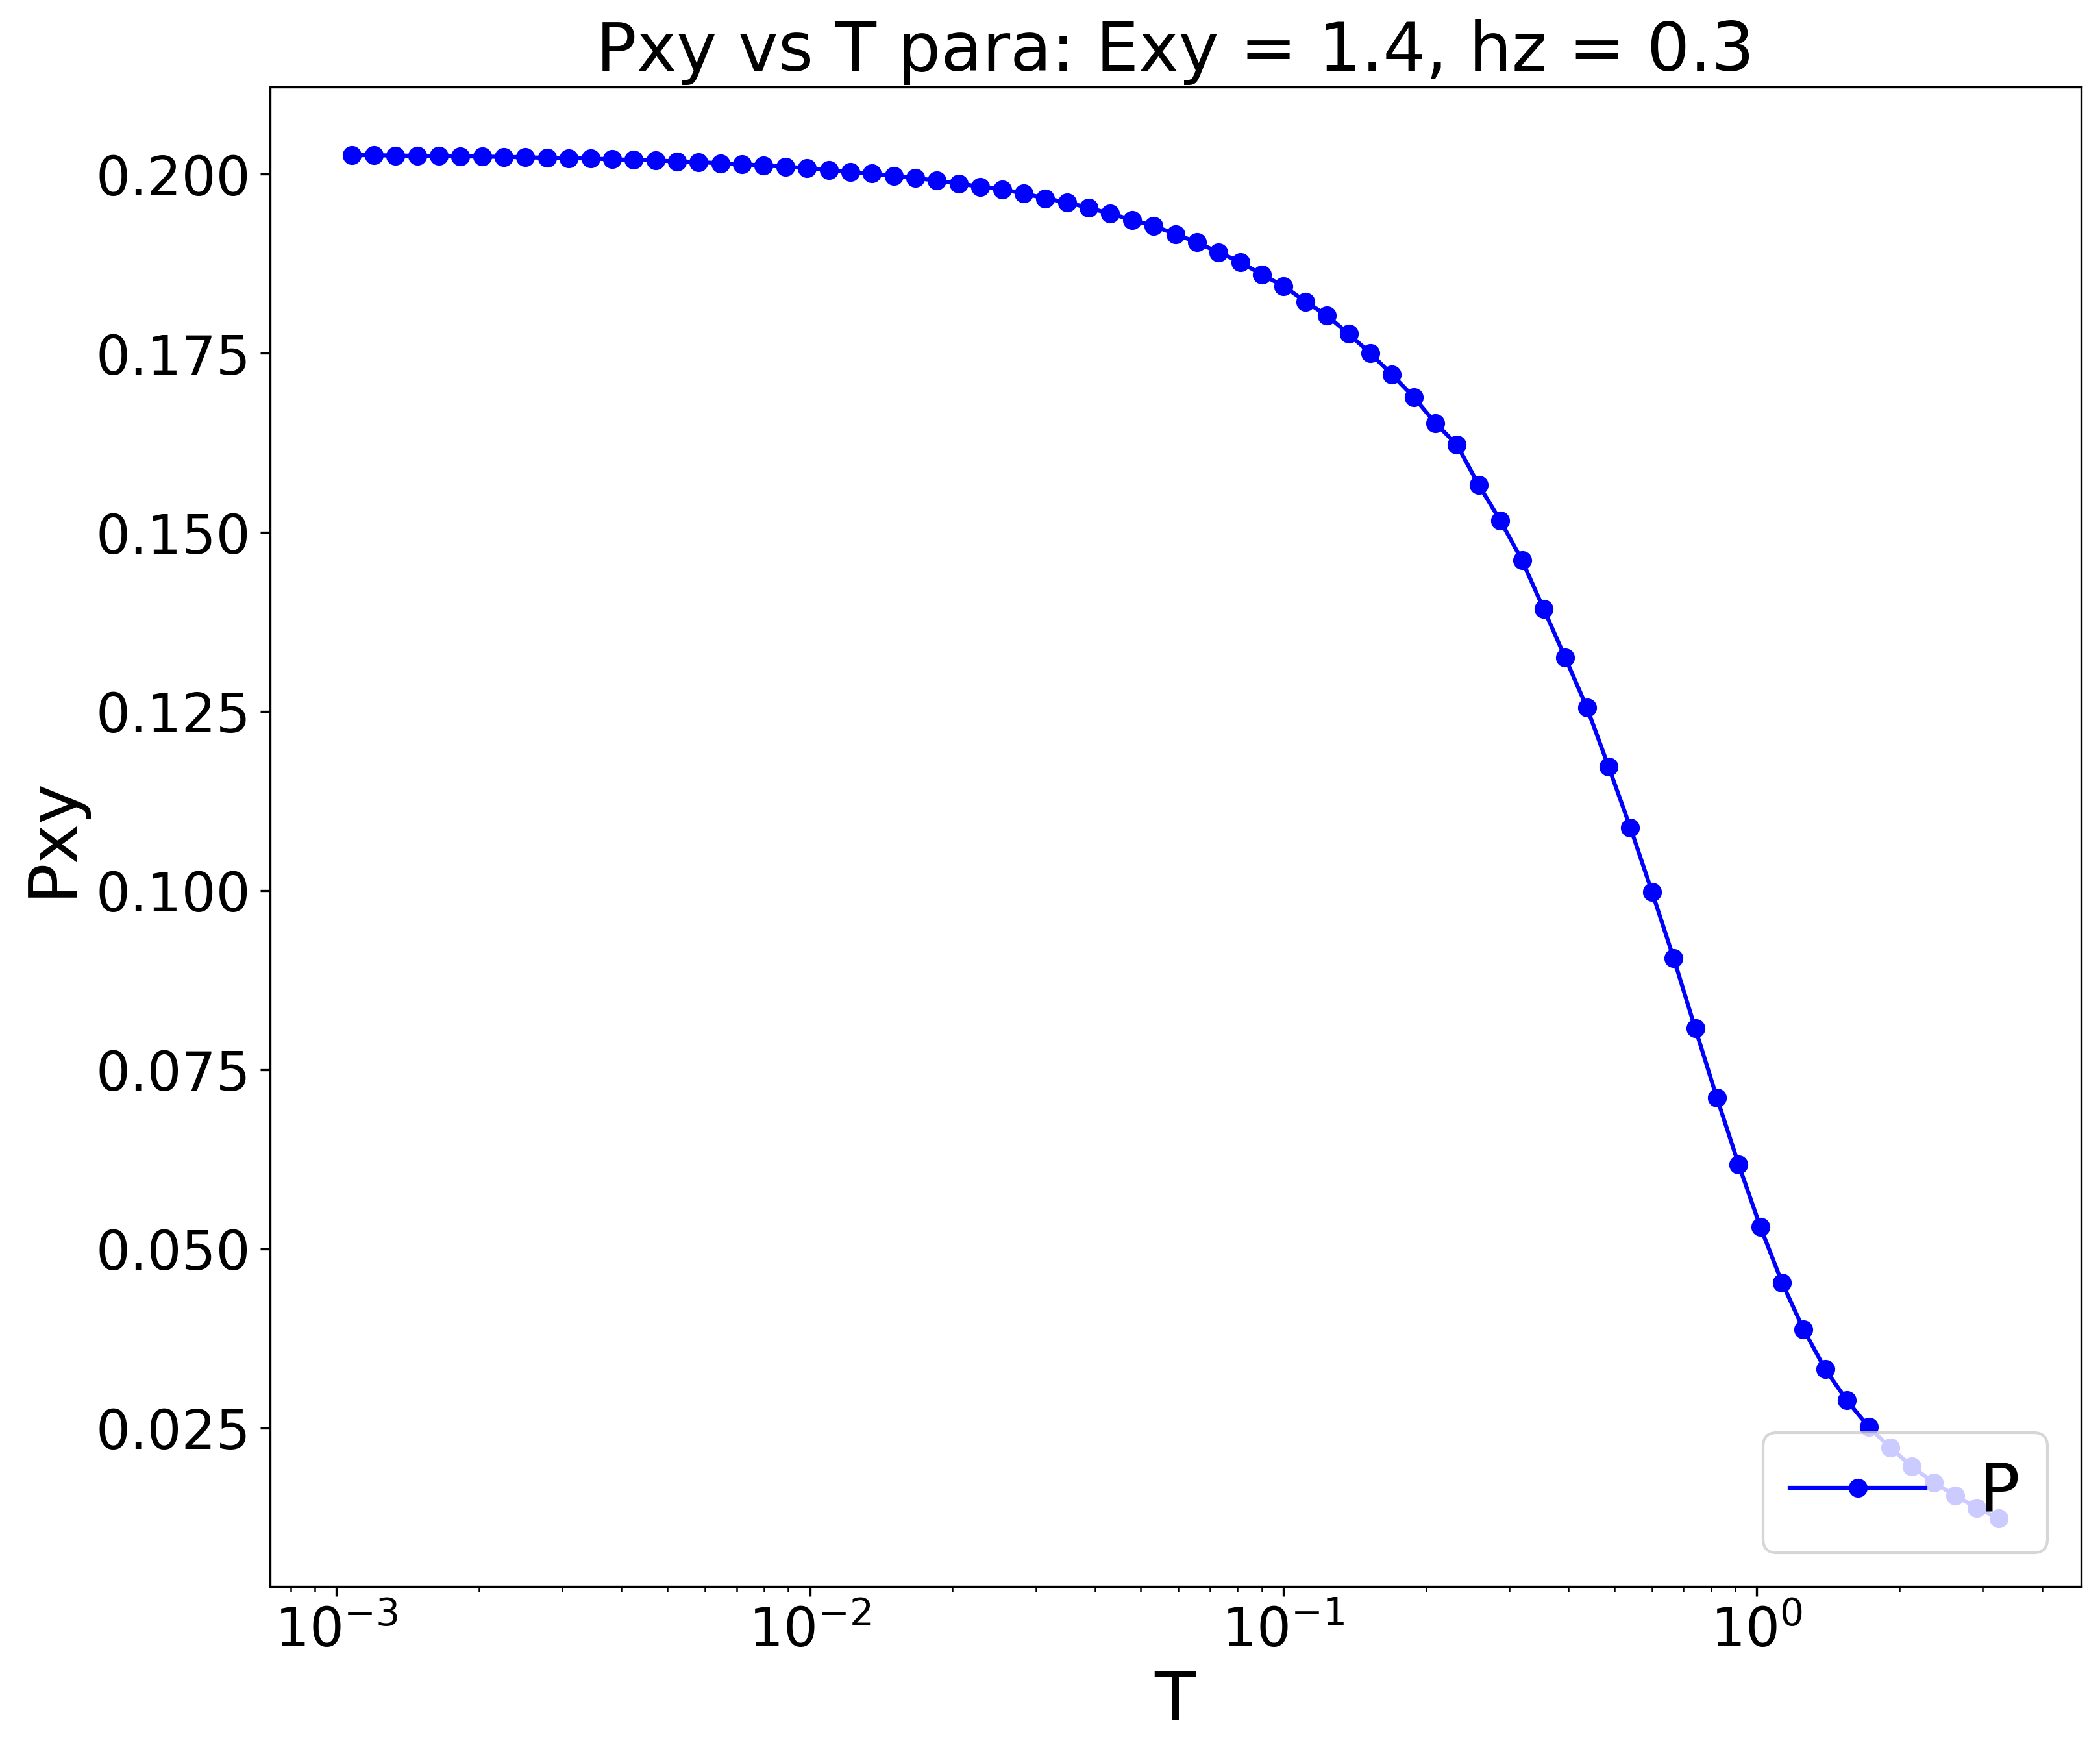 Pxy vs T para: Exy = 1.4, hz = 0.3
Pxy
0.200
0.175
0.150
0.125
0.100
0.075
0.050
0.025
P
10⁻³ 10⁻² 10⁻¹ 10⁰
T